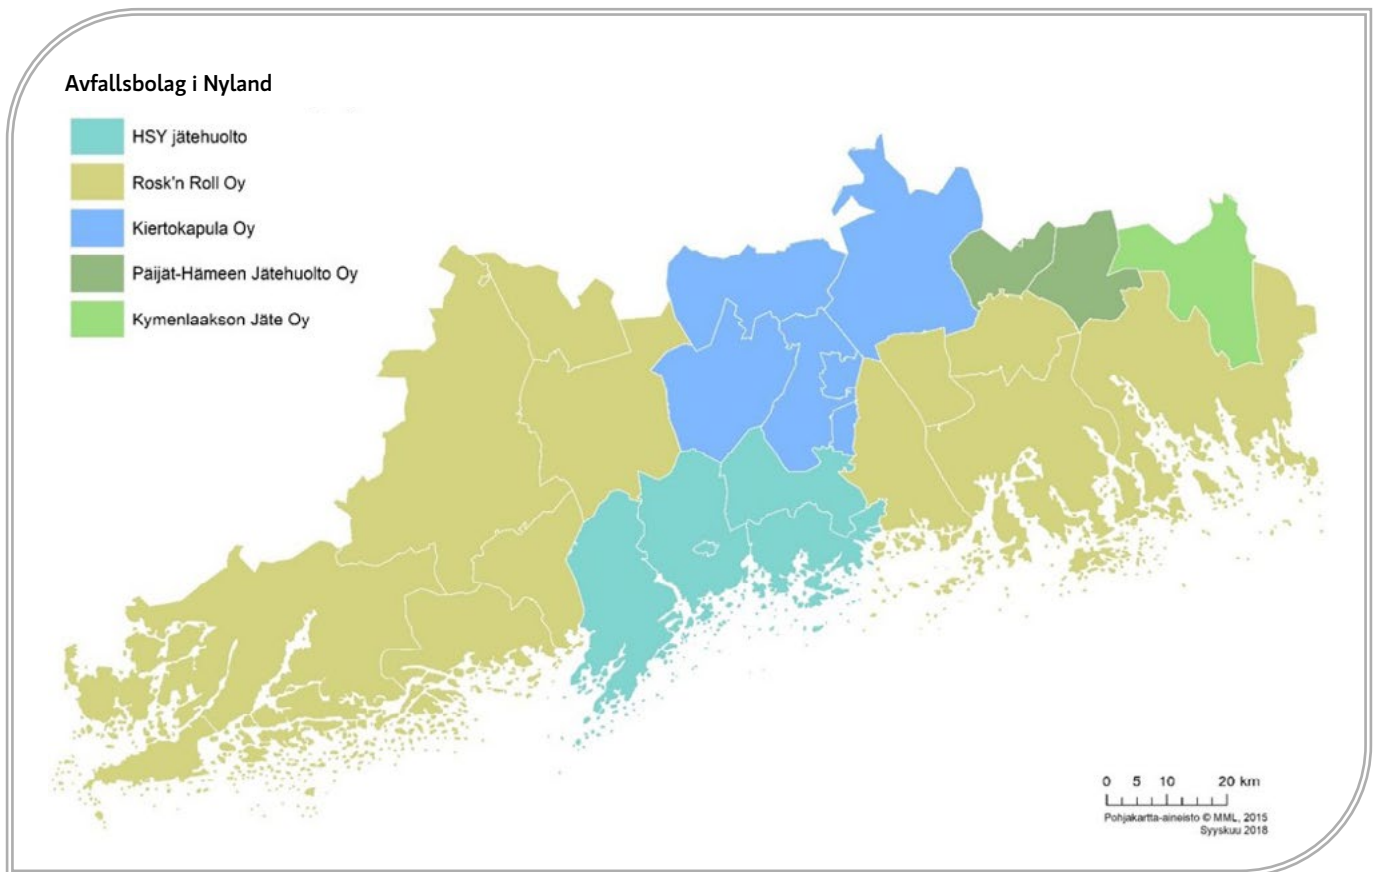 Avfallsbolag i Nyland
HSY jätehuolto
Rosk'n Roll Oy
Kiertokapula Oy
Päijät-Hämeen Jätehuolto Oy
Kymenlaakson Jäte Oy
0 5 10 20 km
Pohjakartta-aineisto © MML, 2015
Syyskuu 2018